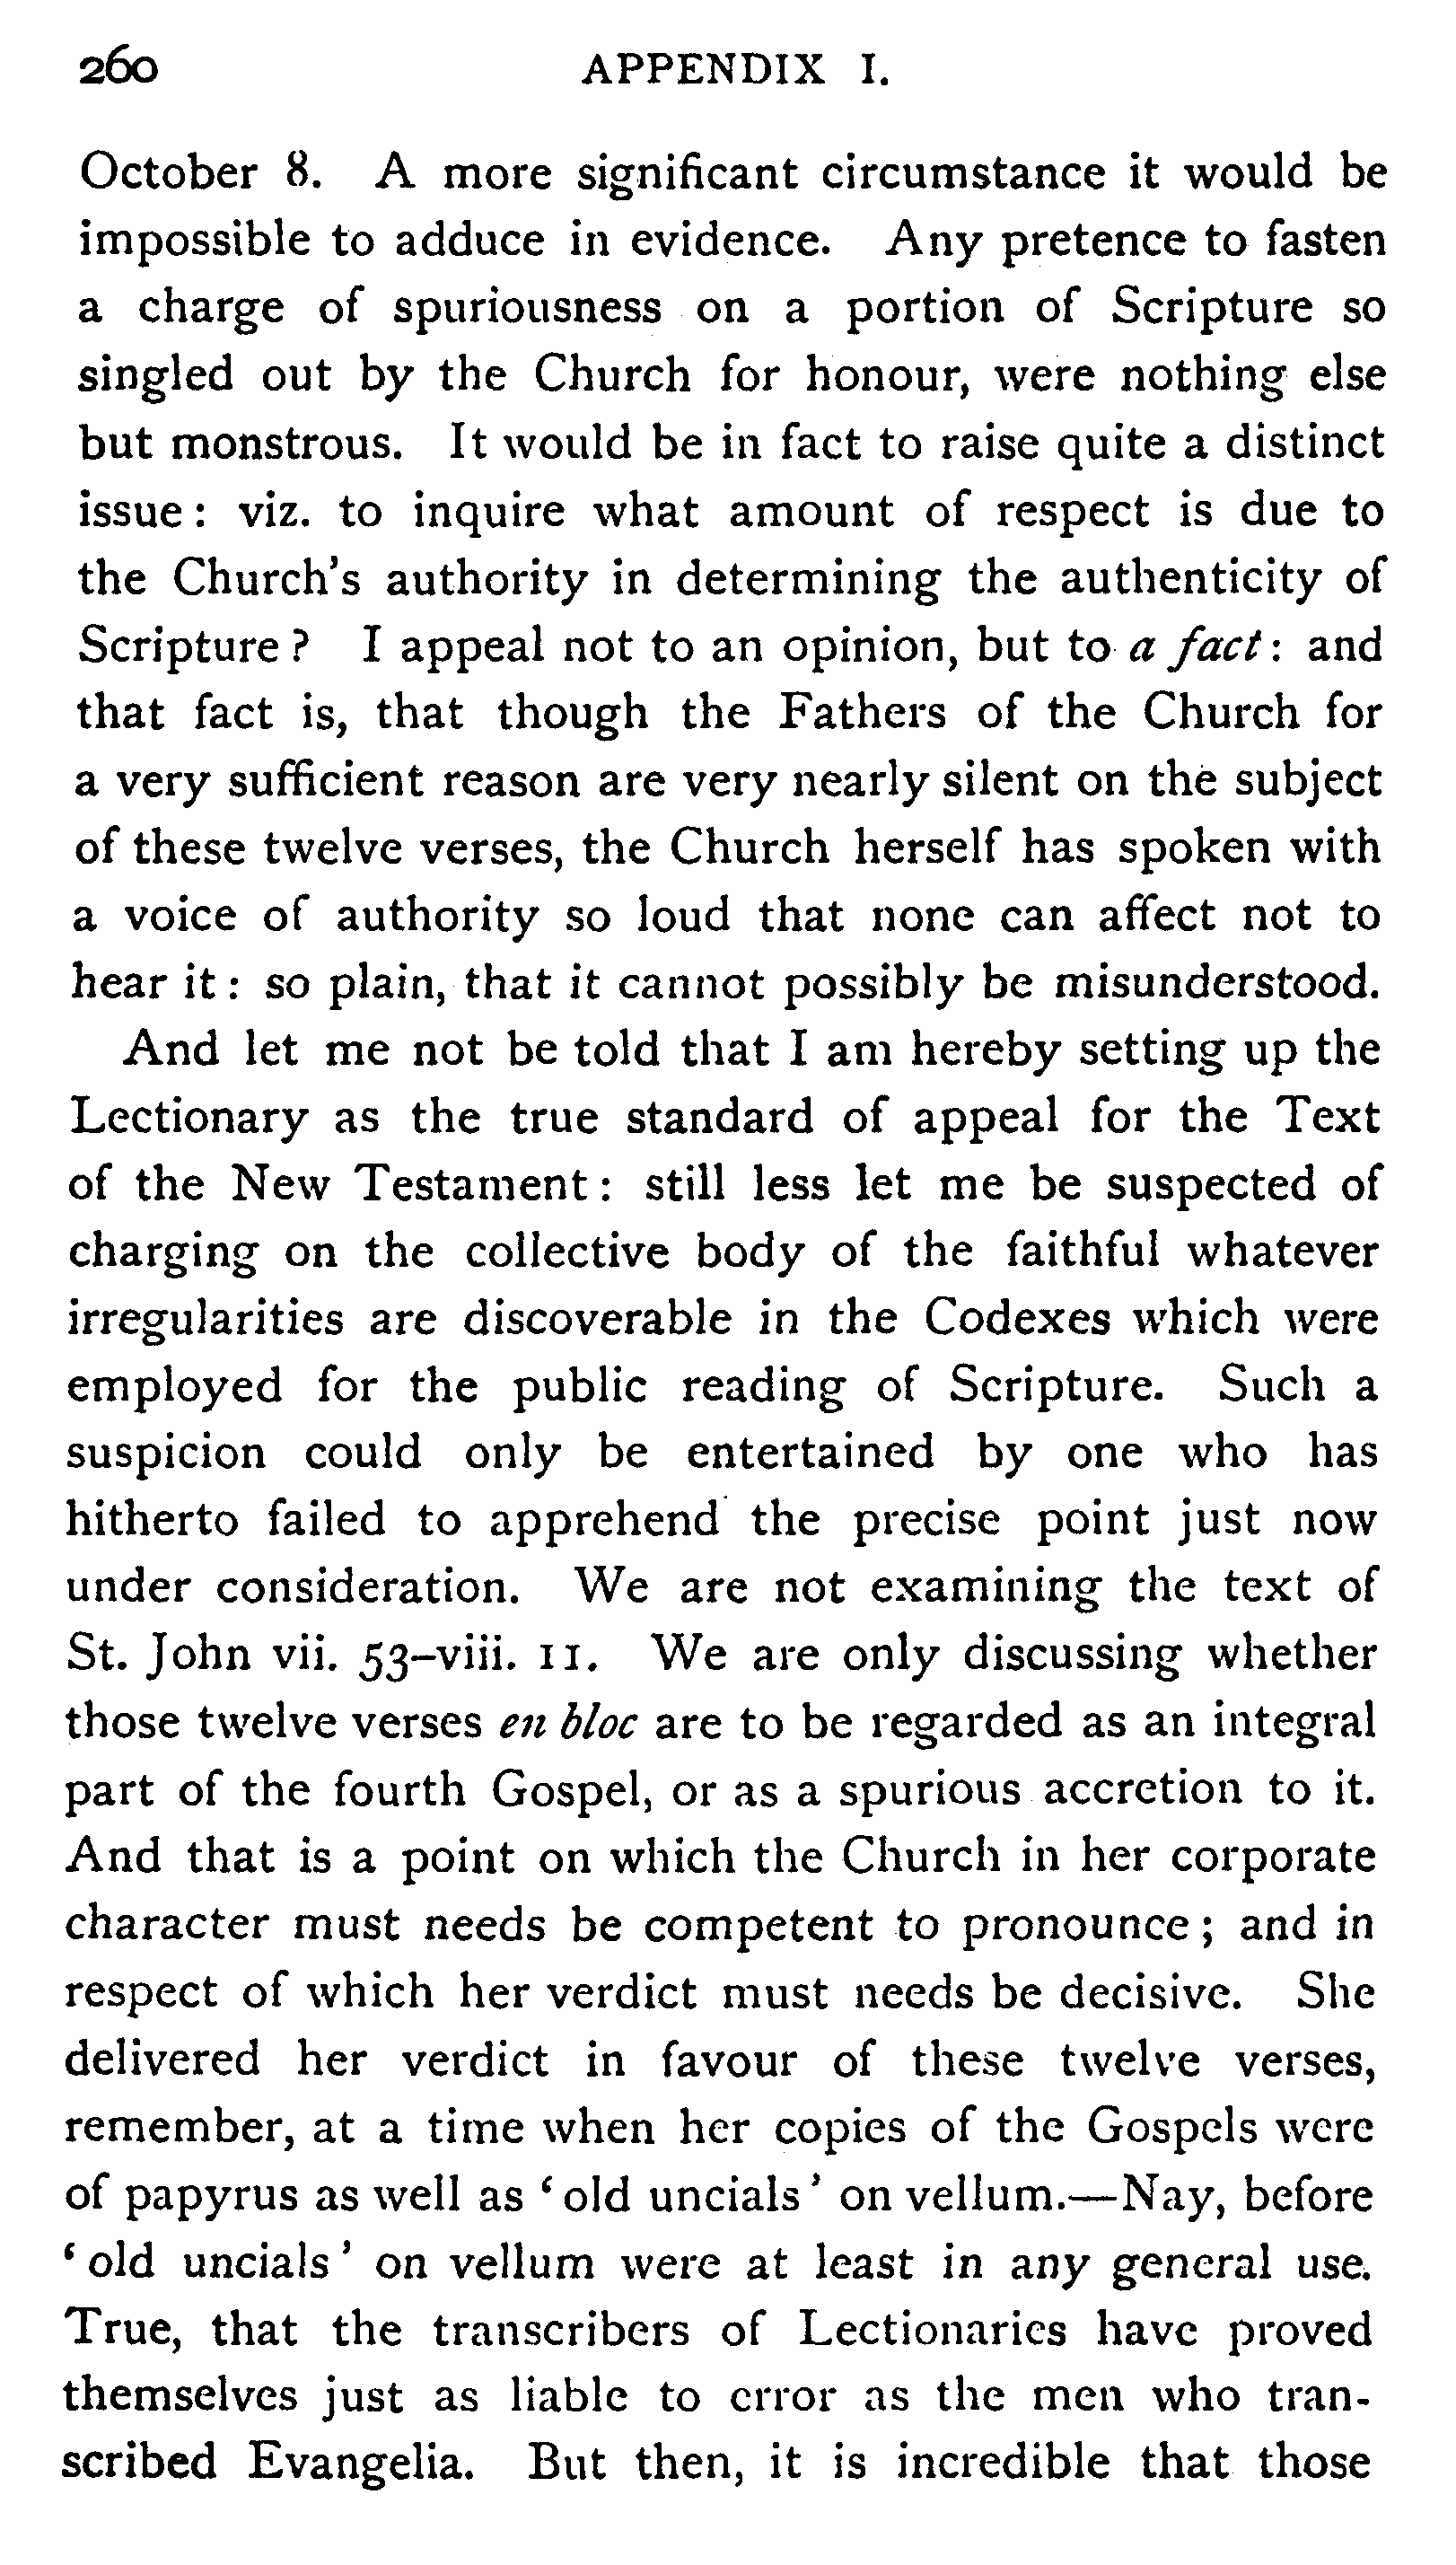 260 APPENDIX I.
October 8. A more significant circumstance it would be
impossible to adduce in evidence. Any pretence to fasten
a charge of spuriousness on a portion of Scripture so
singled out by the Church for honour, were nothing else
but monstrous. It would be in fact to raise quite a distinct
issue : viz. to inquire what amount of respect is due to
the Church's authority in determining the authenticity of
Scripture ? I appeal not to an opinion, but to a fact : and
that fact is, that though the Fathers of the Church for
a very sufficient reason are very nearly silent on the subject
of these twelve verses, the Church herself has spoken with
a voice of authority so loud that none can affect not to
hear it : so plain, that it cannot possibly be misunderstood.
And let me not be told that I am hereby setting up the
Lectionary as the true standard of appeal for the Text
of the New Testament : still less let me be suspected of
charging on the collective body of the faithful whatever
irregularities are discoverable in the Codexes which were
employed for the public reading of Scripture. Such a
suspicion could only be entertained by one who has
hitherto failed to apprehend the precise point just now
under consideration. We are not examining the text of
St. John vii. 53–viii. 11. We are only discussing whether
those twelve verses en bloc are to be regarded as an integral
part of the fourth Gospel, or as a spurious accretion to it.
And that is a point on which the Church in her corporate
character must needs be competent to pronounce ; and in
respect of which her verdict must needs be decisive. She
delivered her verdict in favour of these twelve verses,
remember, at a time when her copies of the Gospels were
of papyrus as well as ‘ old uncials ’ on vellum.—Nay, before
‘ old uncials ’ on vellum were at least in any general use.
True, that the transcribers of Lectionaries have proved
themselves just as liable to error as the men who tran-
scribed Evangelia. But then, it is incredible that those